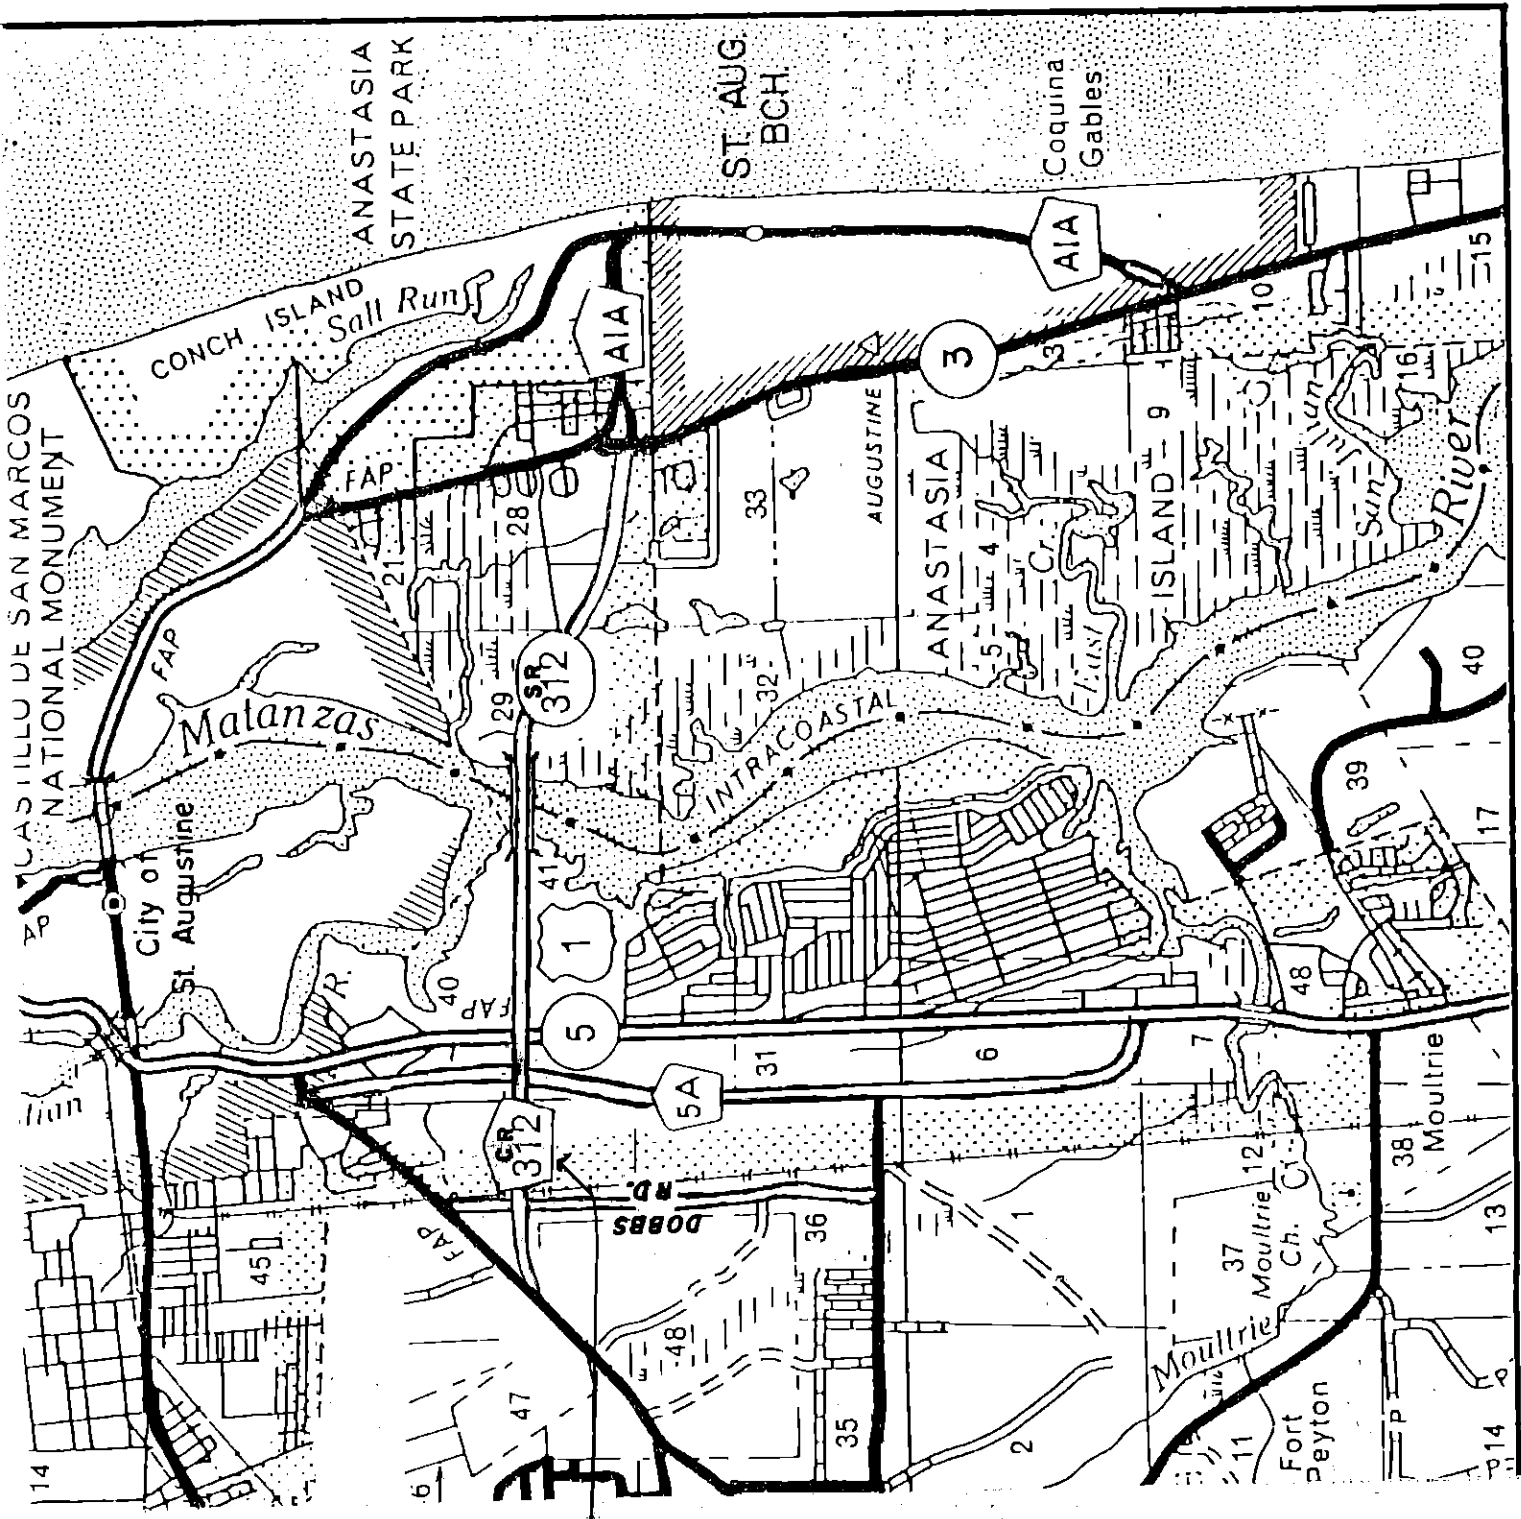 CASTILLO DE SAN MARCOS
NATIONAL MONUMENT
ANASTASIA
STATE PARK
ST. AUG.
BCH.
Coquina
Gables
CONCH ISLAND
Salt Run
A1A
A1A
3
3
10
15
16
FAP
FAP
21
28
33
AUGUSTINE
ANASTASIA
ISLAND
9
4
5
Cr.
East
Run
River
Matanzas
29
S.R.
312
32
INTRACOASTAL
40
39
17
City of
St. Augustine
AP
41
1
R.
40
FAP
5
31
6
7
48
5A
C.R.
312
DOBBS
RD.
36
1
37
12
Moultrie
Ch.
Cr.
38
Moultrie
13
45
FAP
48
47
35
2
Moultrie
11
Fort
Peyton
P
P
P
14
14
6